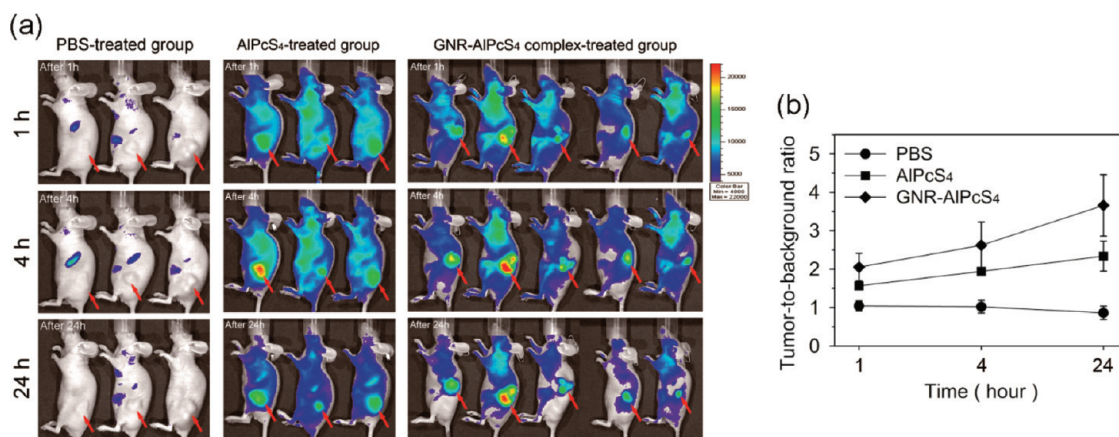 (a)
PBS-treated group
AlPcS₄-treated group
GNR-AlPcS₄ complex-treated group
1 h
After 1h
After 1h
After 1h
20000
15000
10000
5000
Color Bar
Min = 4000
Max = 22000
4 h
After 4h
After 4h
After 4h
24 h
After 24h
After 24h
After 24h
(b)
PBS
AlPcS₄
GNR-AlPcS₄
Tumor-to-background ratio
5
4
3
2
1
0
1
4
24
Time ( hour )